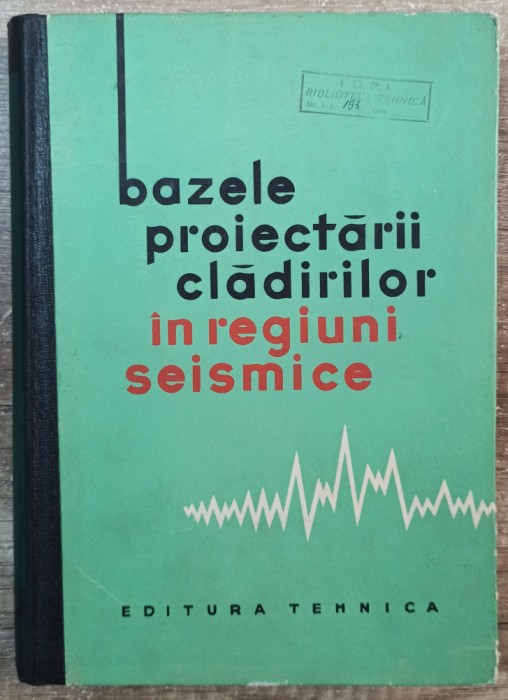 BIBLIOTECA TEHNICĂ
bazele
proiectării
clădirilor
în regiuni
seismice
EDITURA TEHNICA